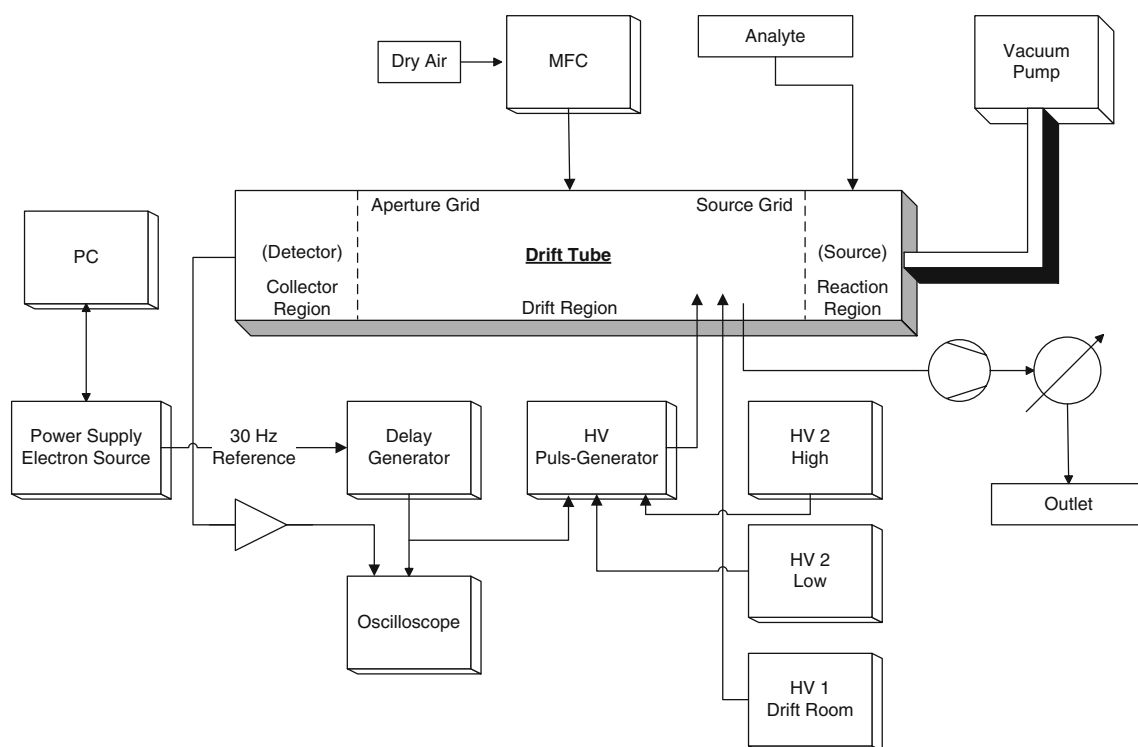 Analyte
Vacuum
Pump
Dry Air
MFC
Aperture Grid
Source Grid
PC
(Detector)
Drift Tube
(Source)
Collector
Region
Drift Region
Reaction
Region
Power Supply
Electron Source
30 Hz
Reference
Delay
Generator
HV
Puls-Generator
HV 2
High
Outlet
HV 2
Low
Oscilloscope
HV 1
Drift Room